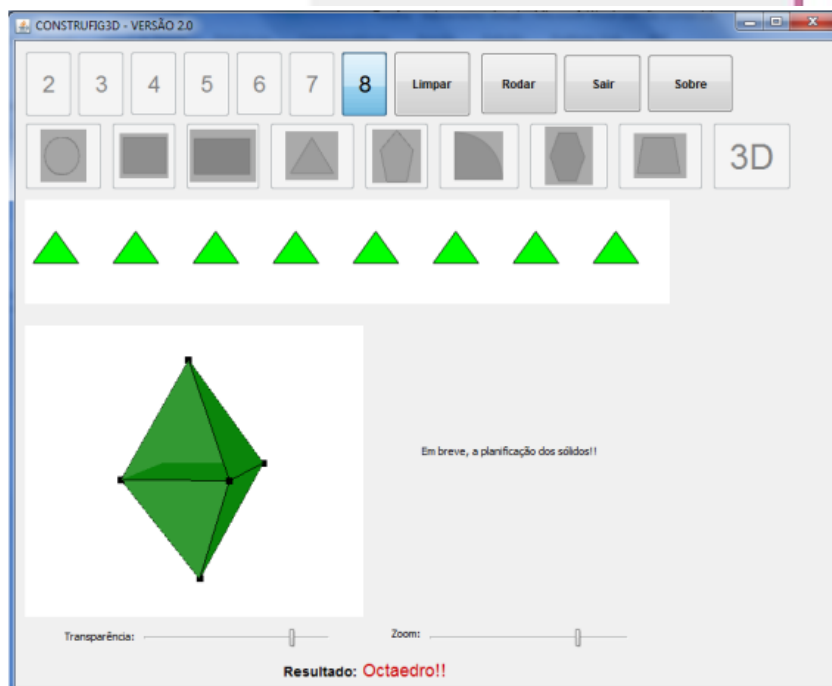 CONSTRUFIG3D - VERSÃO 2.0
2 3 4 5 6 7 8 Limpar Rodar Sair Sobre
3D
Em breve, a planificação dos sólidos!!
Transparência: Zoom:
Resultado: Octaedro!!